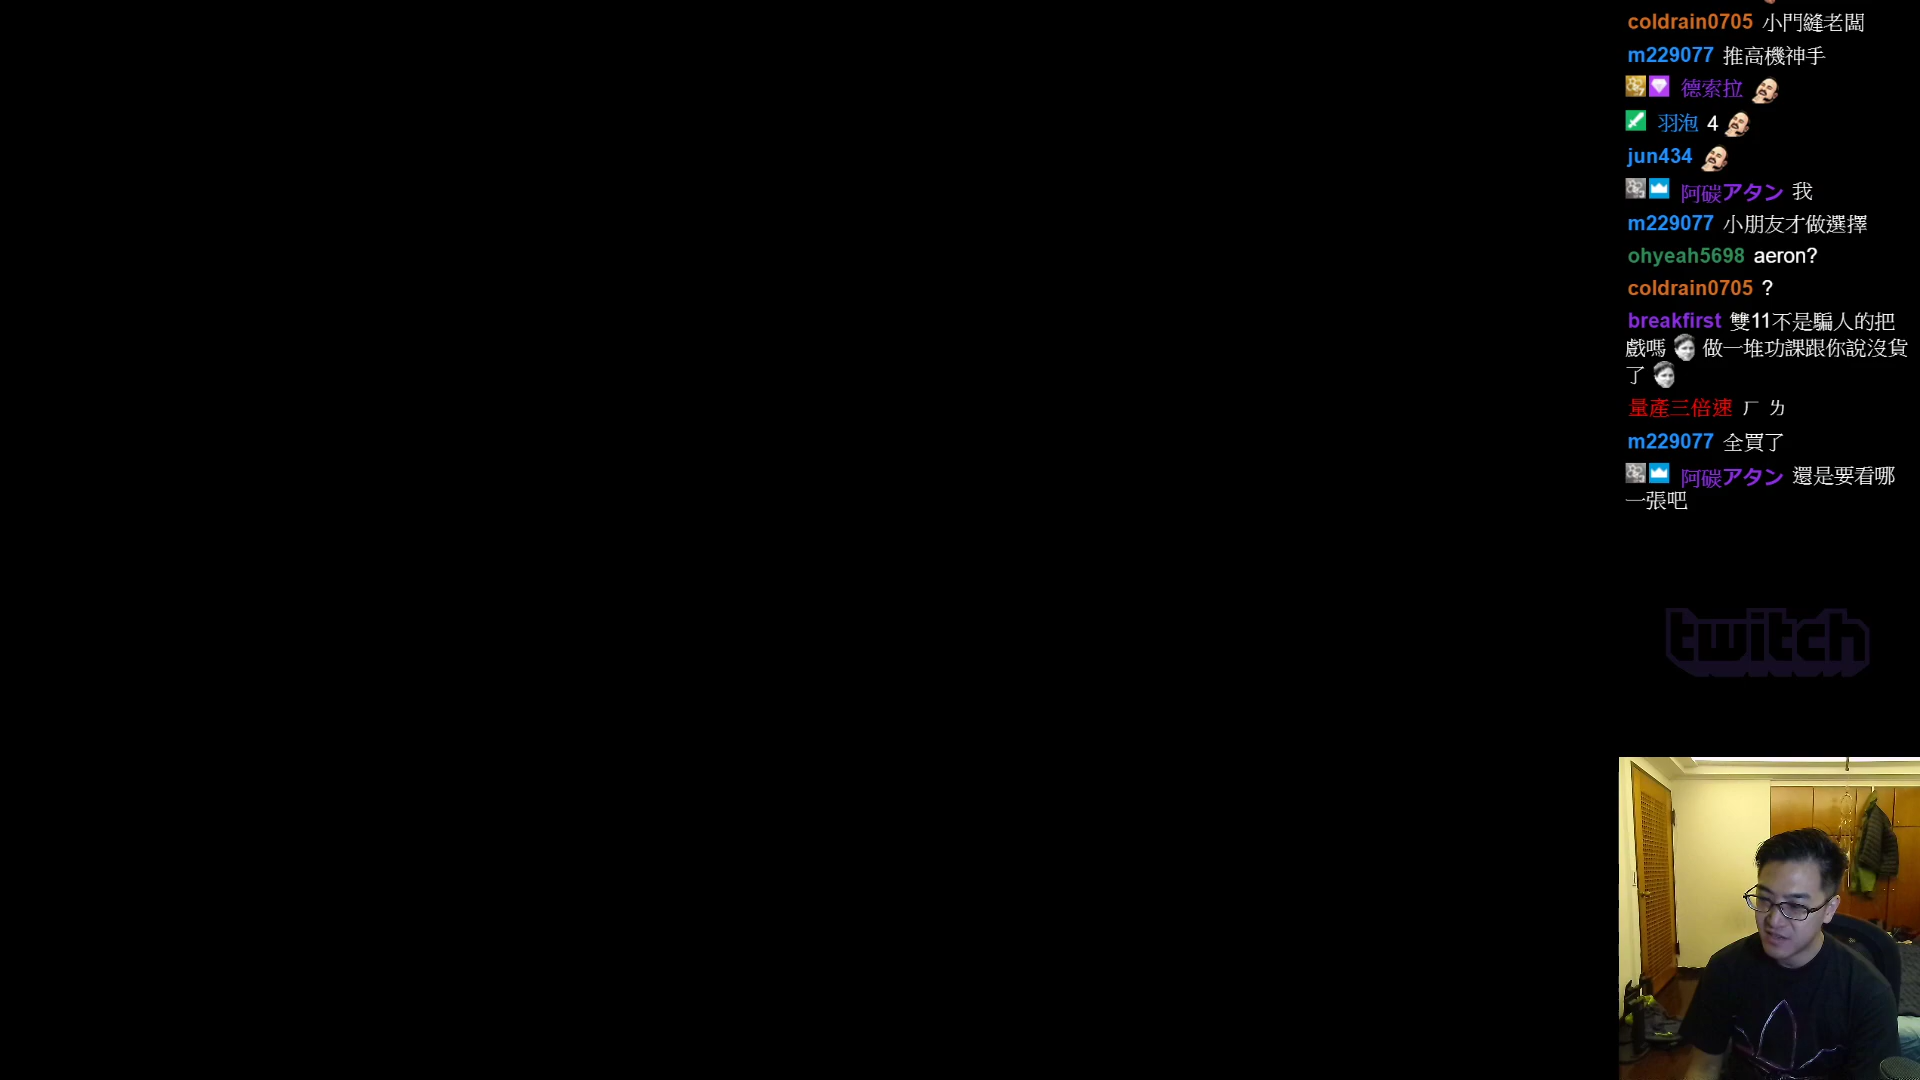 coldrain0705 小門縫老闆
m229077 推高機神手
德索拉
羽泡 4
jun434
阿碳アタン 我
m229077 小朋友才做選擇
ohyeah5698 aeron?
coldrain0705 ?
breakfirst 雙11不是騙人的把
戲嗎 做一堆功課跟你說沒貨
了
量產三倍速 ㄏ ㄌ
m229077 全買了
阿碳アタン 還是要看哪
一張吧
twitch